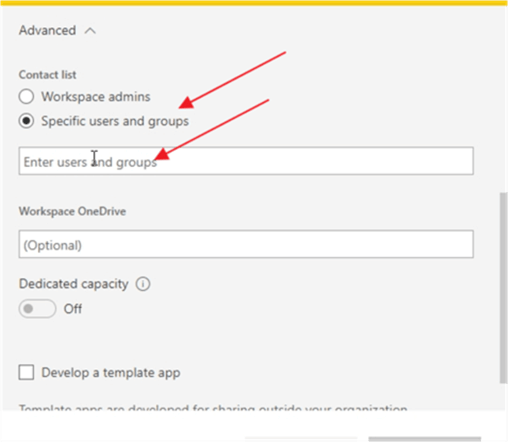 Advanced
Contact list
Workspace admins
Specific users and groups
Enter users and groups
Workspace OneDrive
(Optional)
Dedicated capacity
Off
Develop a template app
Template apps are developed for sharing outside your organization